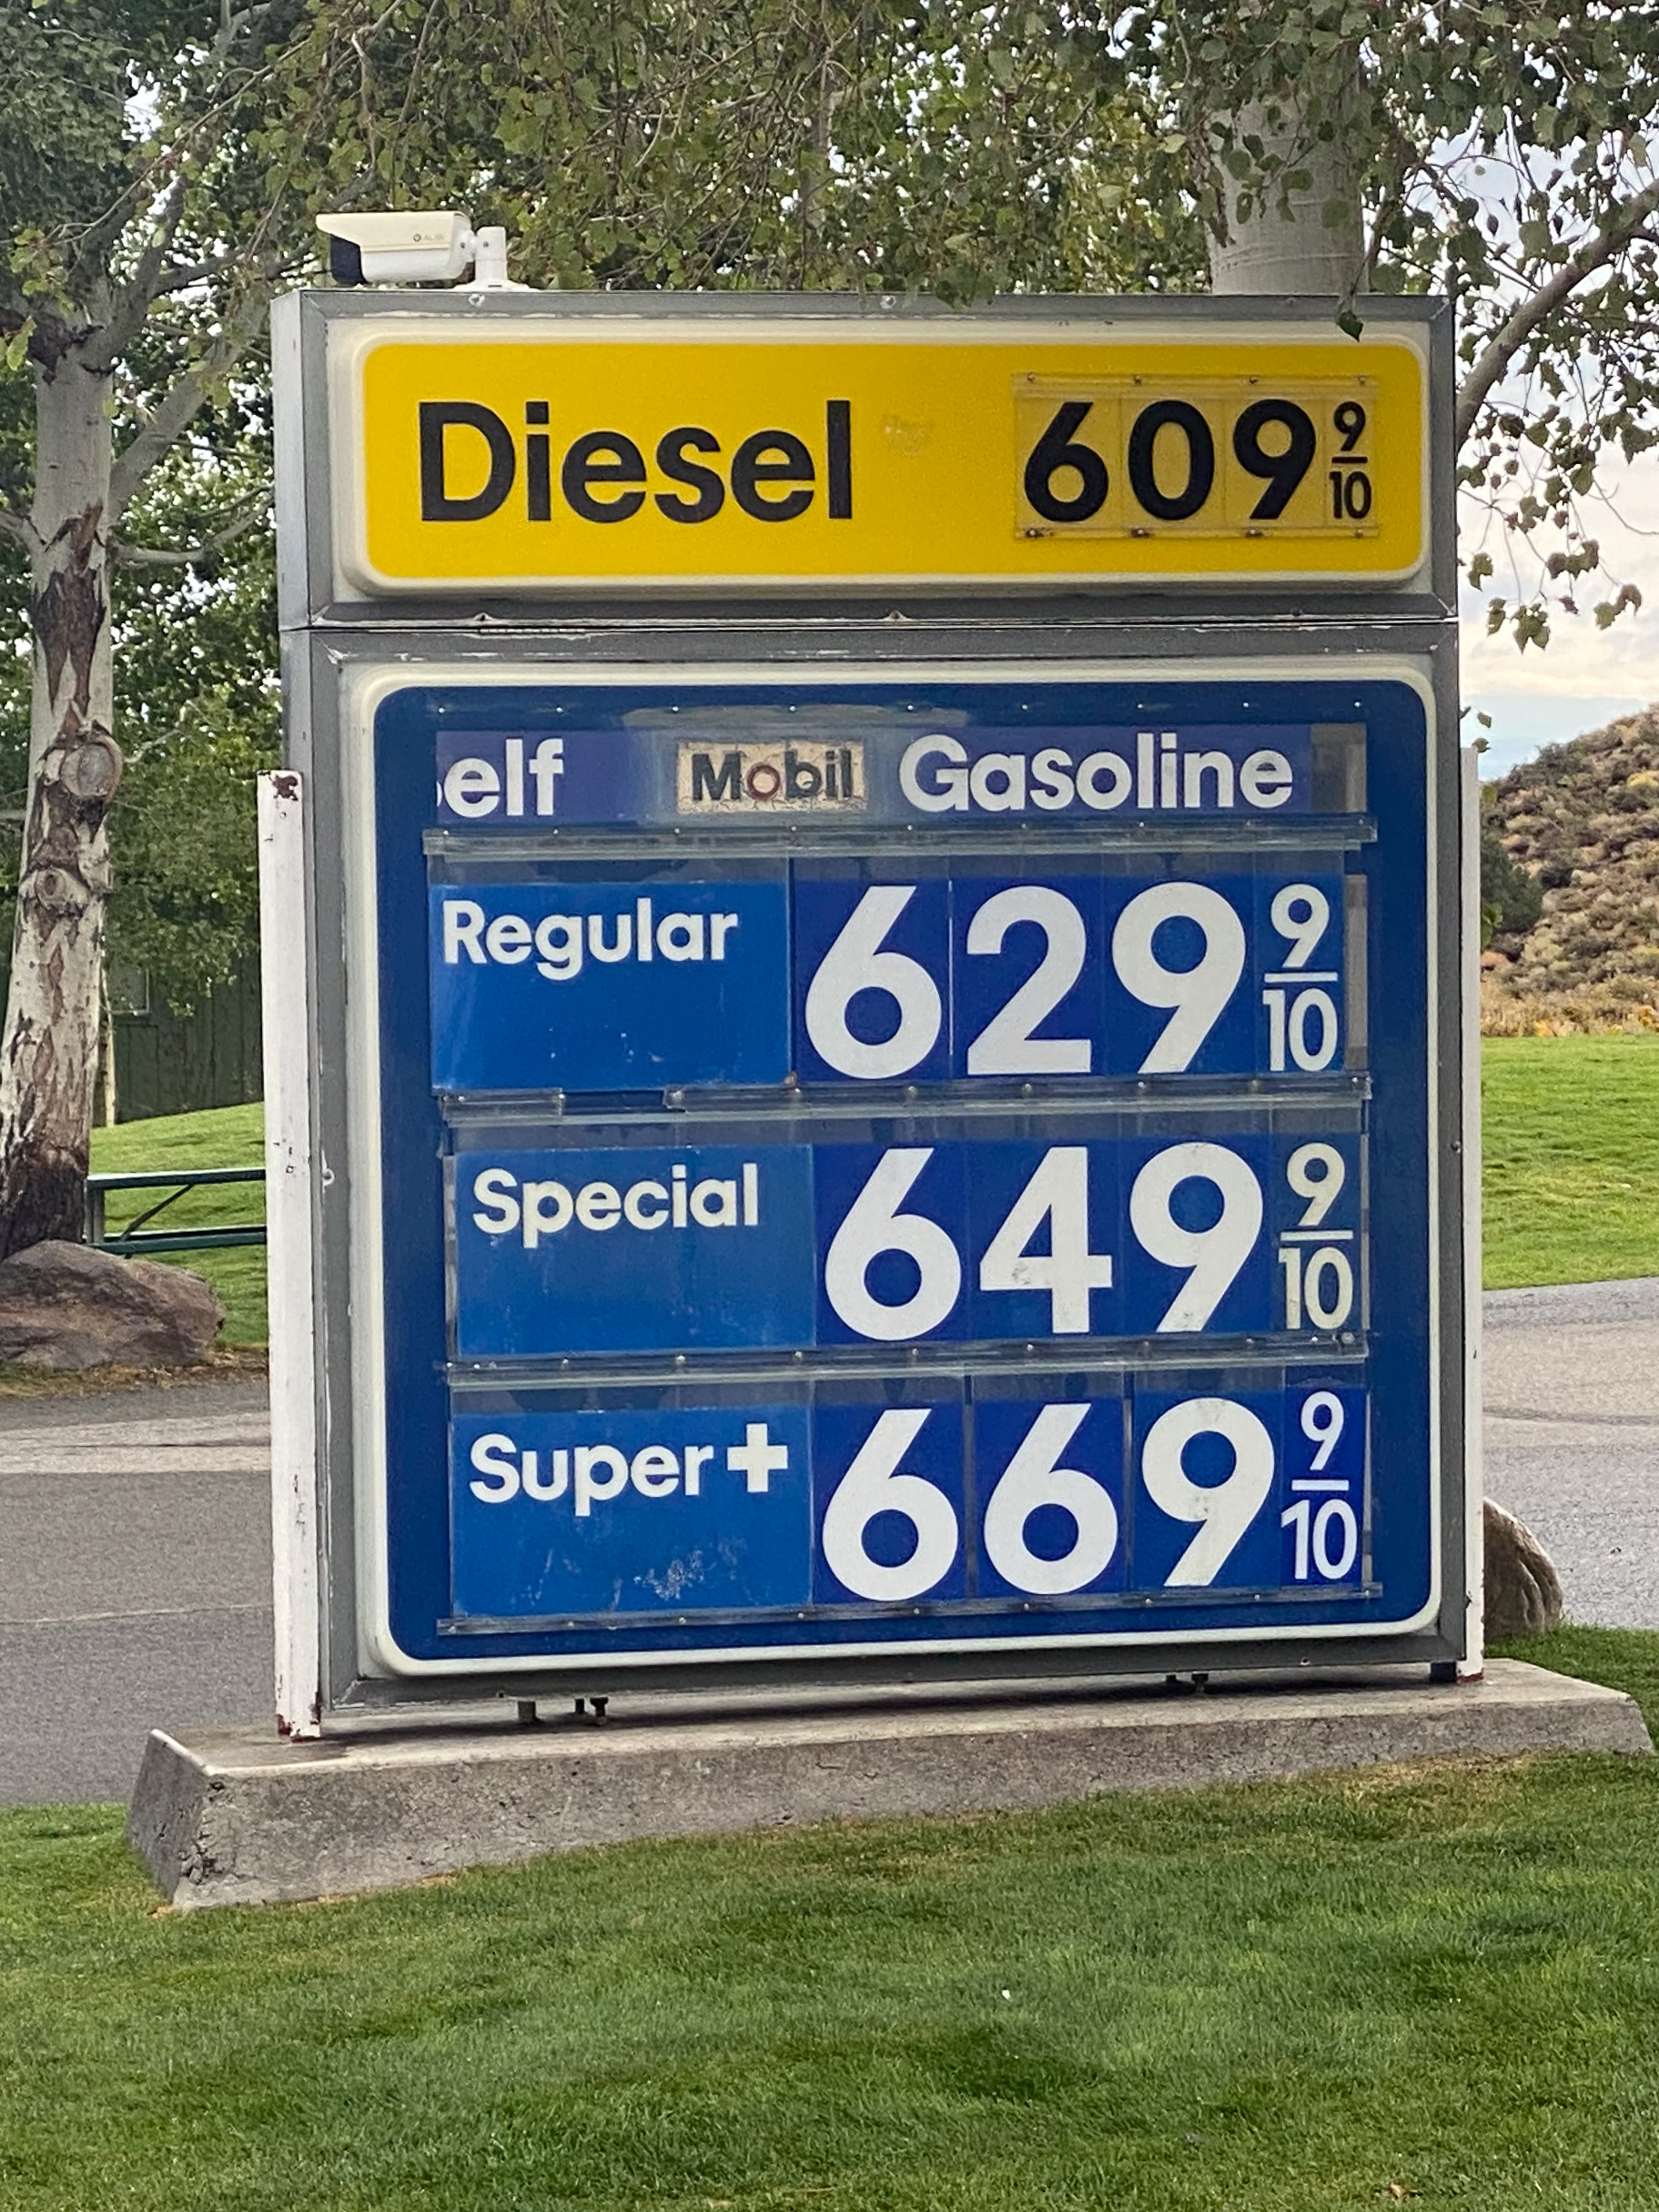 Diesel 609 9/10
elf Mobil Gasoline
Regular 629 9/10
Special 649 9/10
Super+ 669 9/10